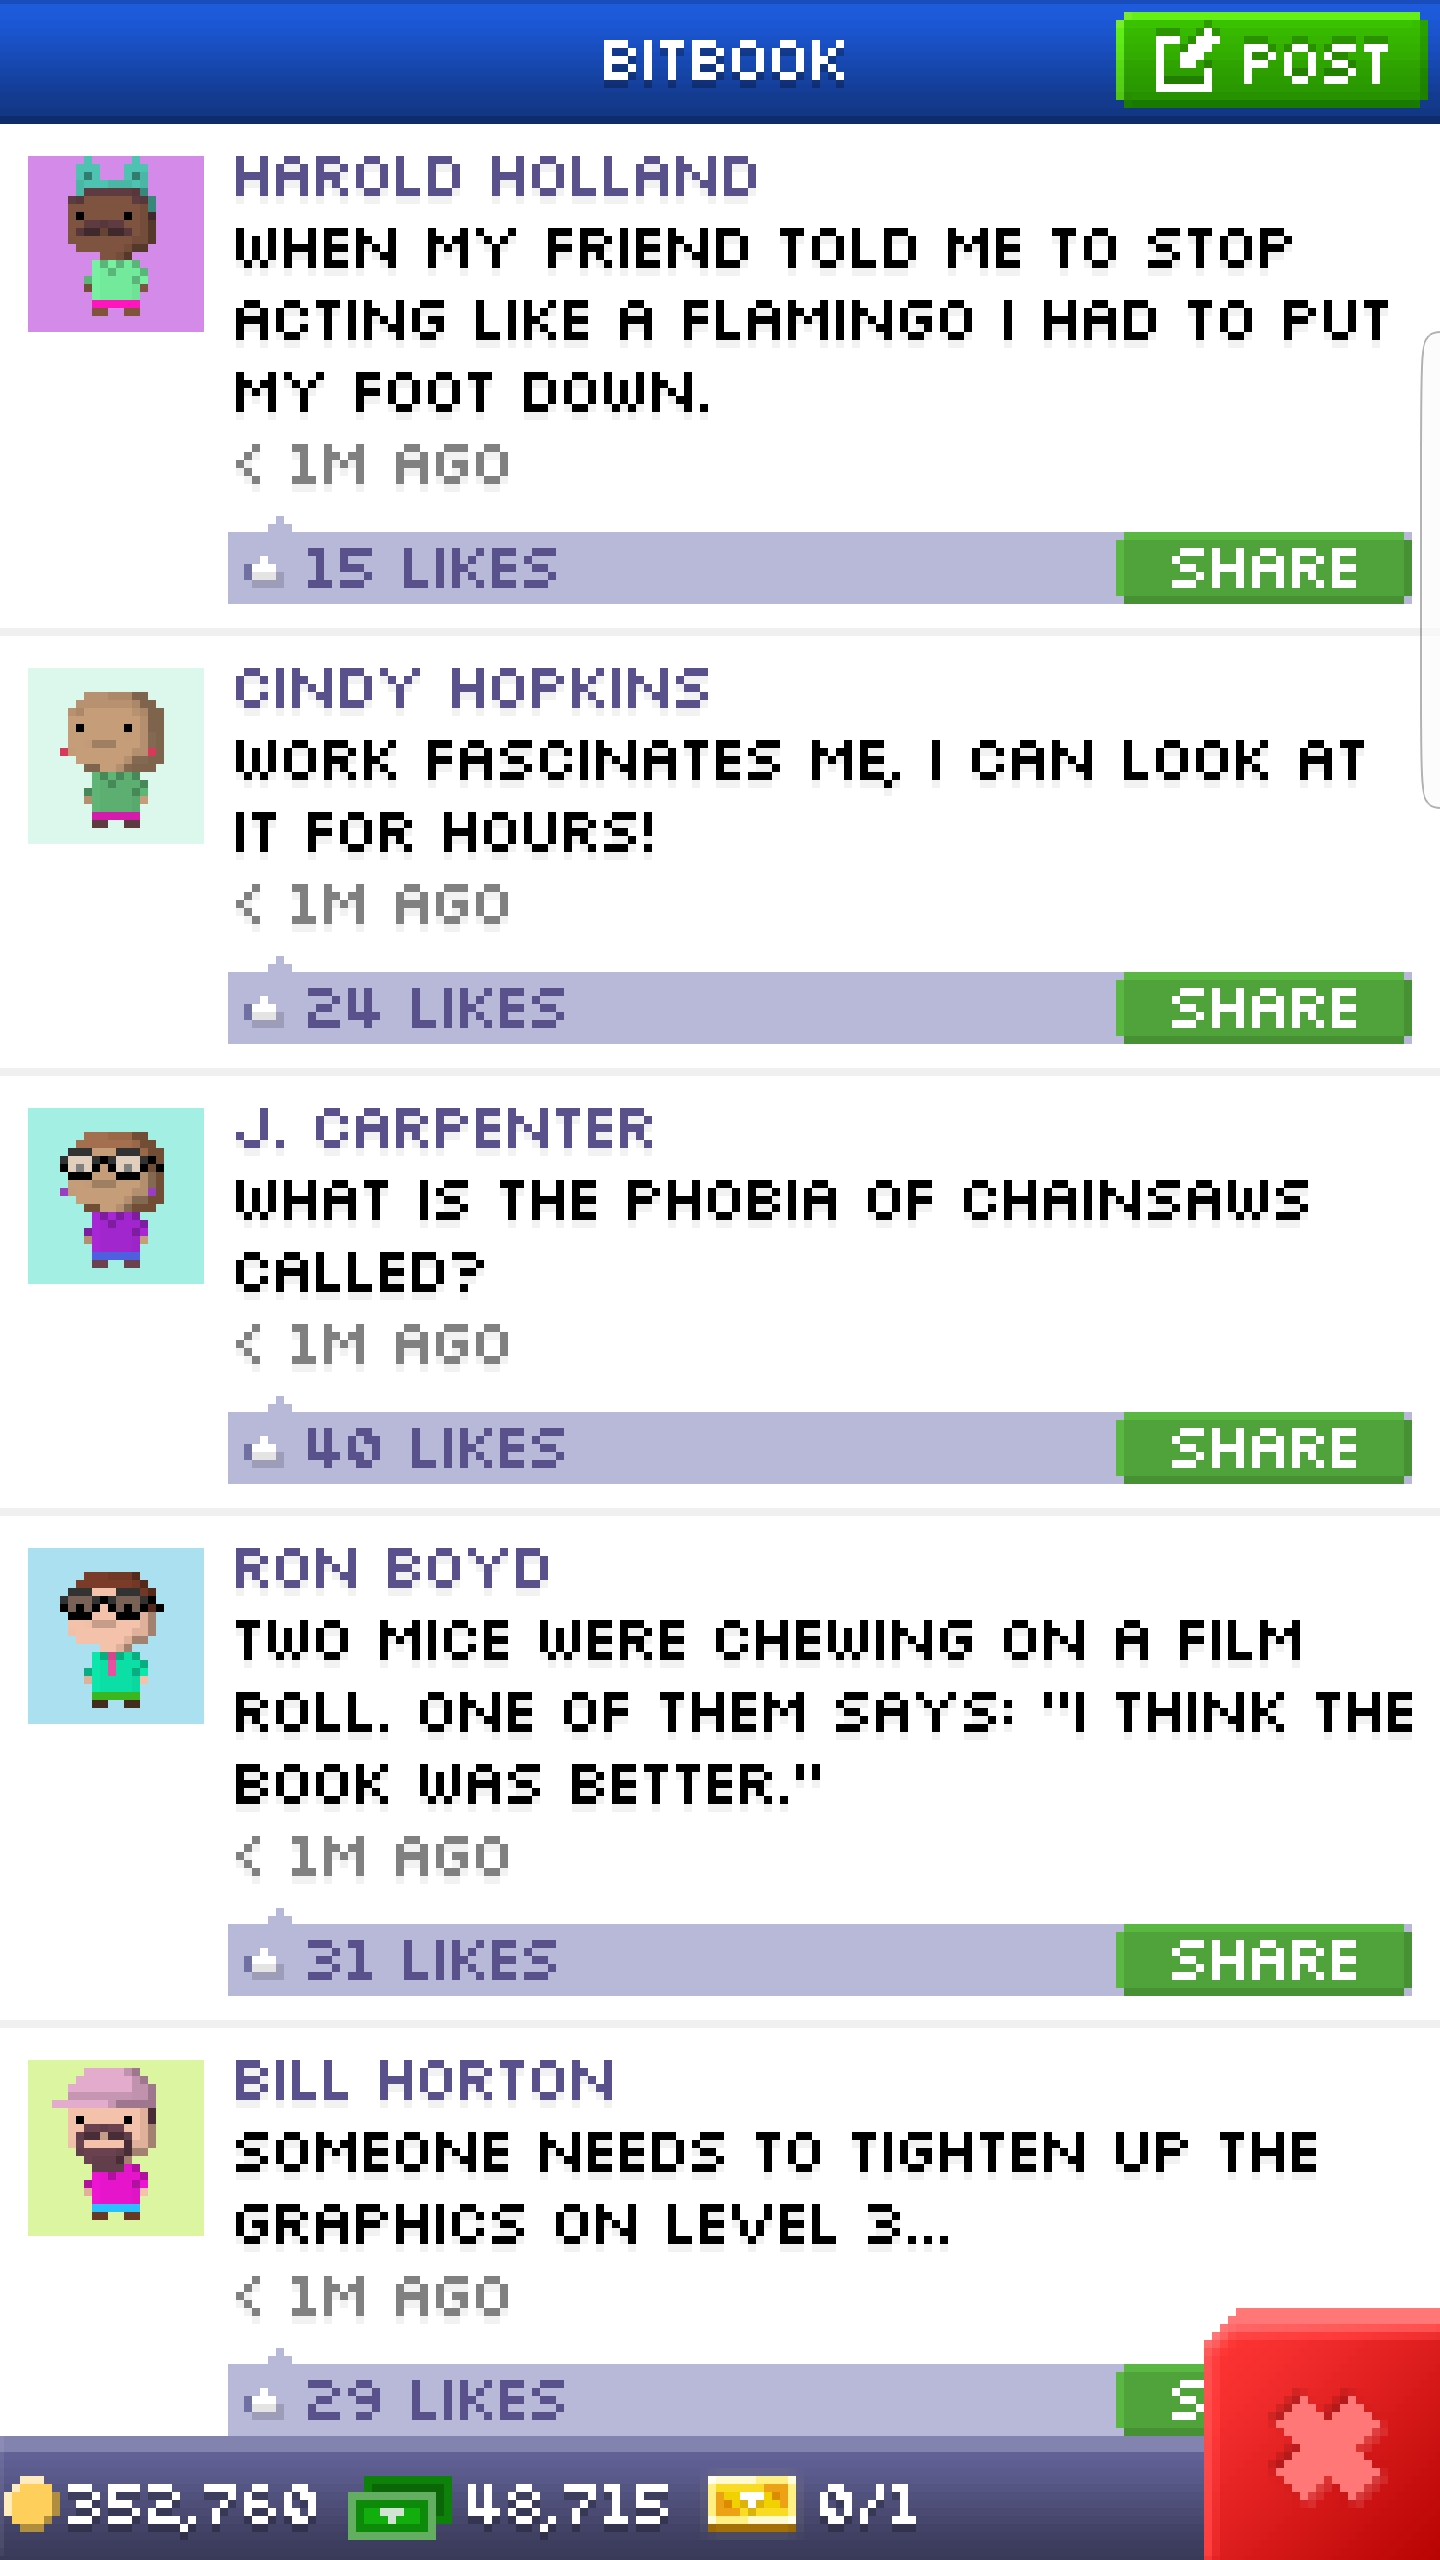 BITBOOK
POST
HAROLD HOLLAND
WHEN MY FRIEND TOLD ME TO STOP
ACTING LIKE A FLAMINGO I HAD TO PUT
MY FOOT DOWN.
< 1M AGO
15 LIKES
SHARE
CINDY HOPKINS
WORK FASCINATES ME, I CAN LOOK AT
IT FOR HOURS!
< 1M AGO
24 LIKES
SHARE
J. CARPENTER
WHAT IS THE PHOBIA OF CHAINSAWS
CALLED?
< 1M AGO
40 LIKES
SHARE
RON BOYD
TWO MICE WERE CHEWING ON A FILM
ROLL. ONE OF THEM SAYS: "I THINK THE
BOOK WAS BETTER."
< 1M AGO
31 LIKES
SHARE
BILL HORTON
SOMEONE NEEDS TO TIGHTEN UP THE
GRAPHICS ON LEVEL 3...
< 1M AGO
29 LIKES
S
352,760
48,715
0/1